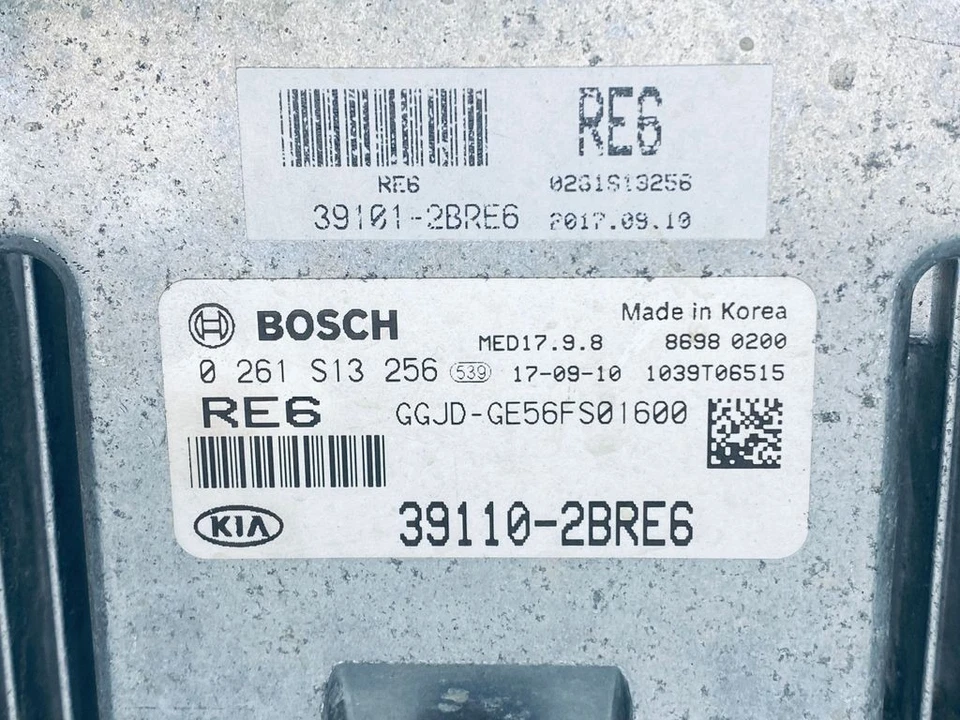 RE6
RE6
0261S13256
39101-2BRE6
2017.09.10
BOSCH
Made in Korea
MED17.9.8
8698 0200
0 261 S13 256 539 17-09-10 1039T06515
RE6 GGJD-GE56FS01600
KIA
39110-2BRE6